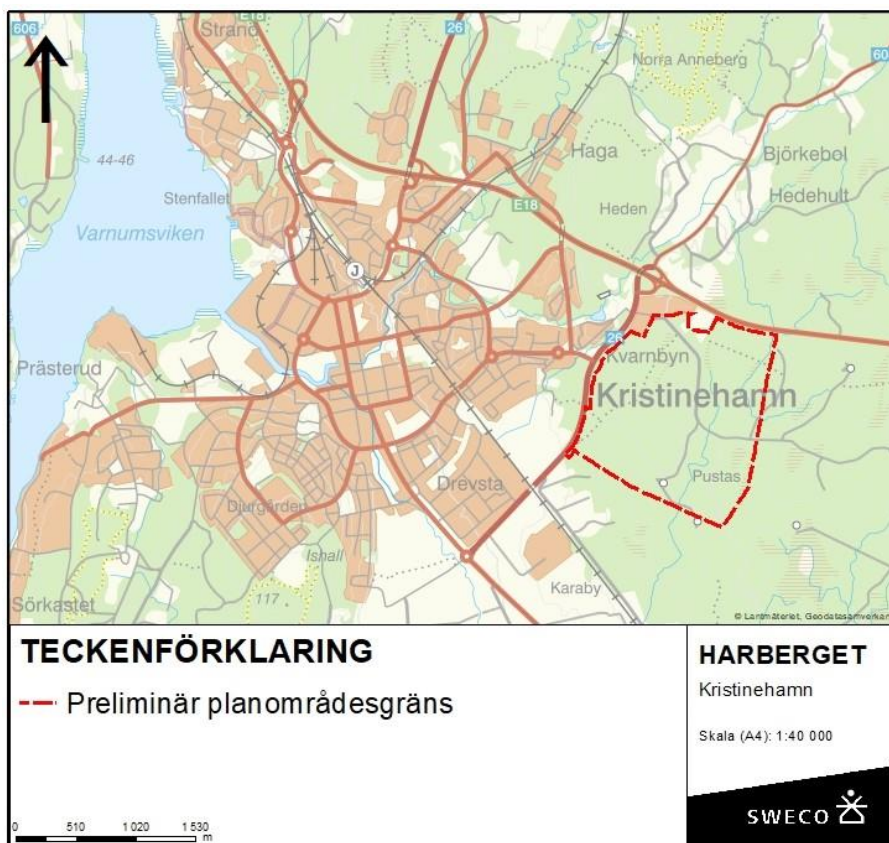 606
E18
Strand
26
Norra Anneberg
44-46
Haga
Björkebol
Stenfallet
E18
Heden
Hedehult
Varnumsviken
J
26
Prästerud
Kvarnbyn
Kristinehamn
Drevsta
Pustas
Djurgården
Ishall
117
Karaby
Sörkastet
© Lantmäteriet, Geodatasamverkan
TECKENFÖRKLARING
Preliminär planområdesgräns
0 510 1 020 1 530
m
HARBERGET
Kristinehamn
Skala (A4): 1:40 000
SWECO